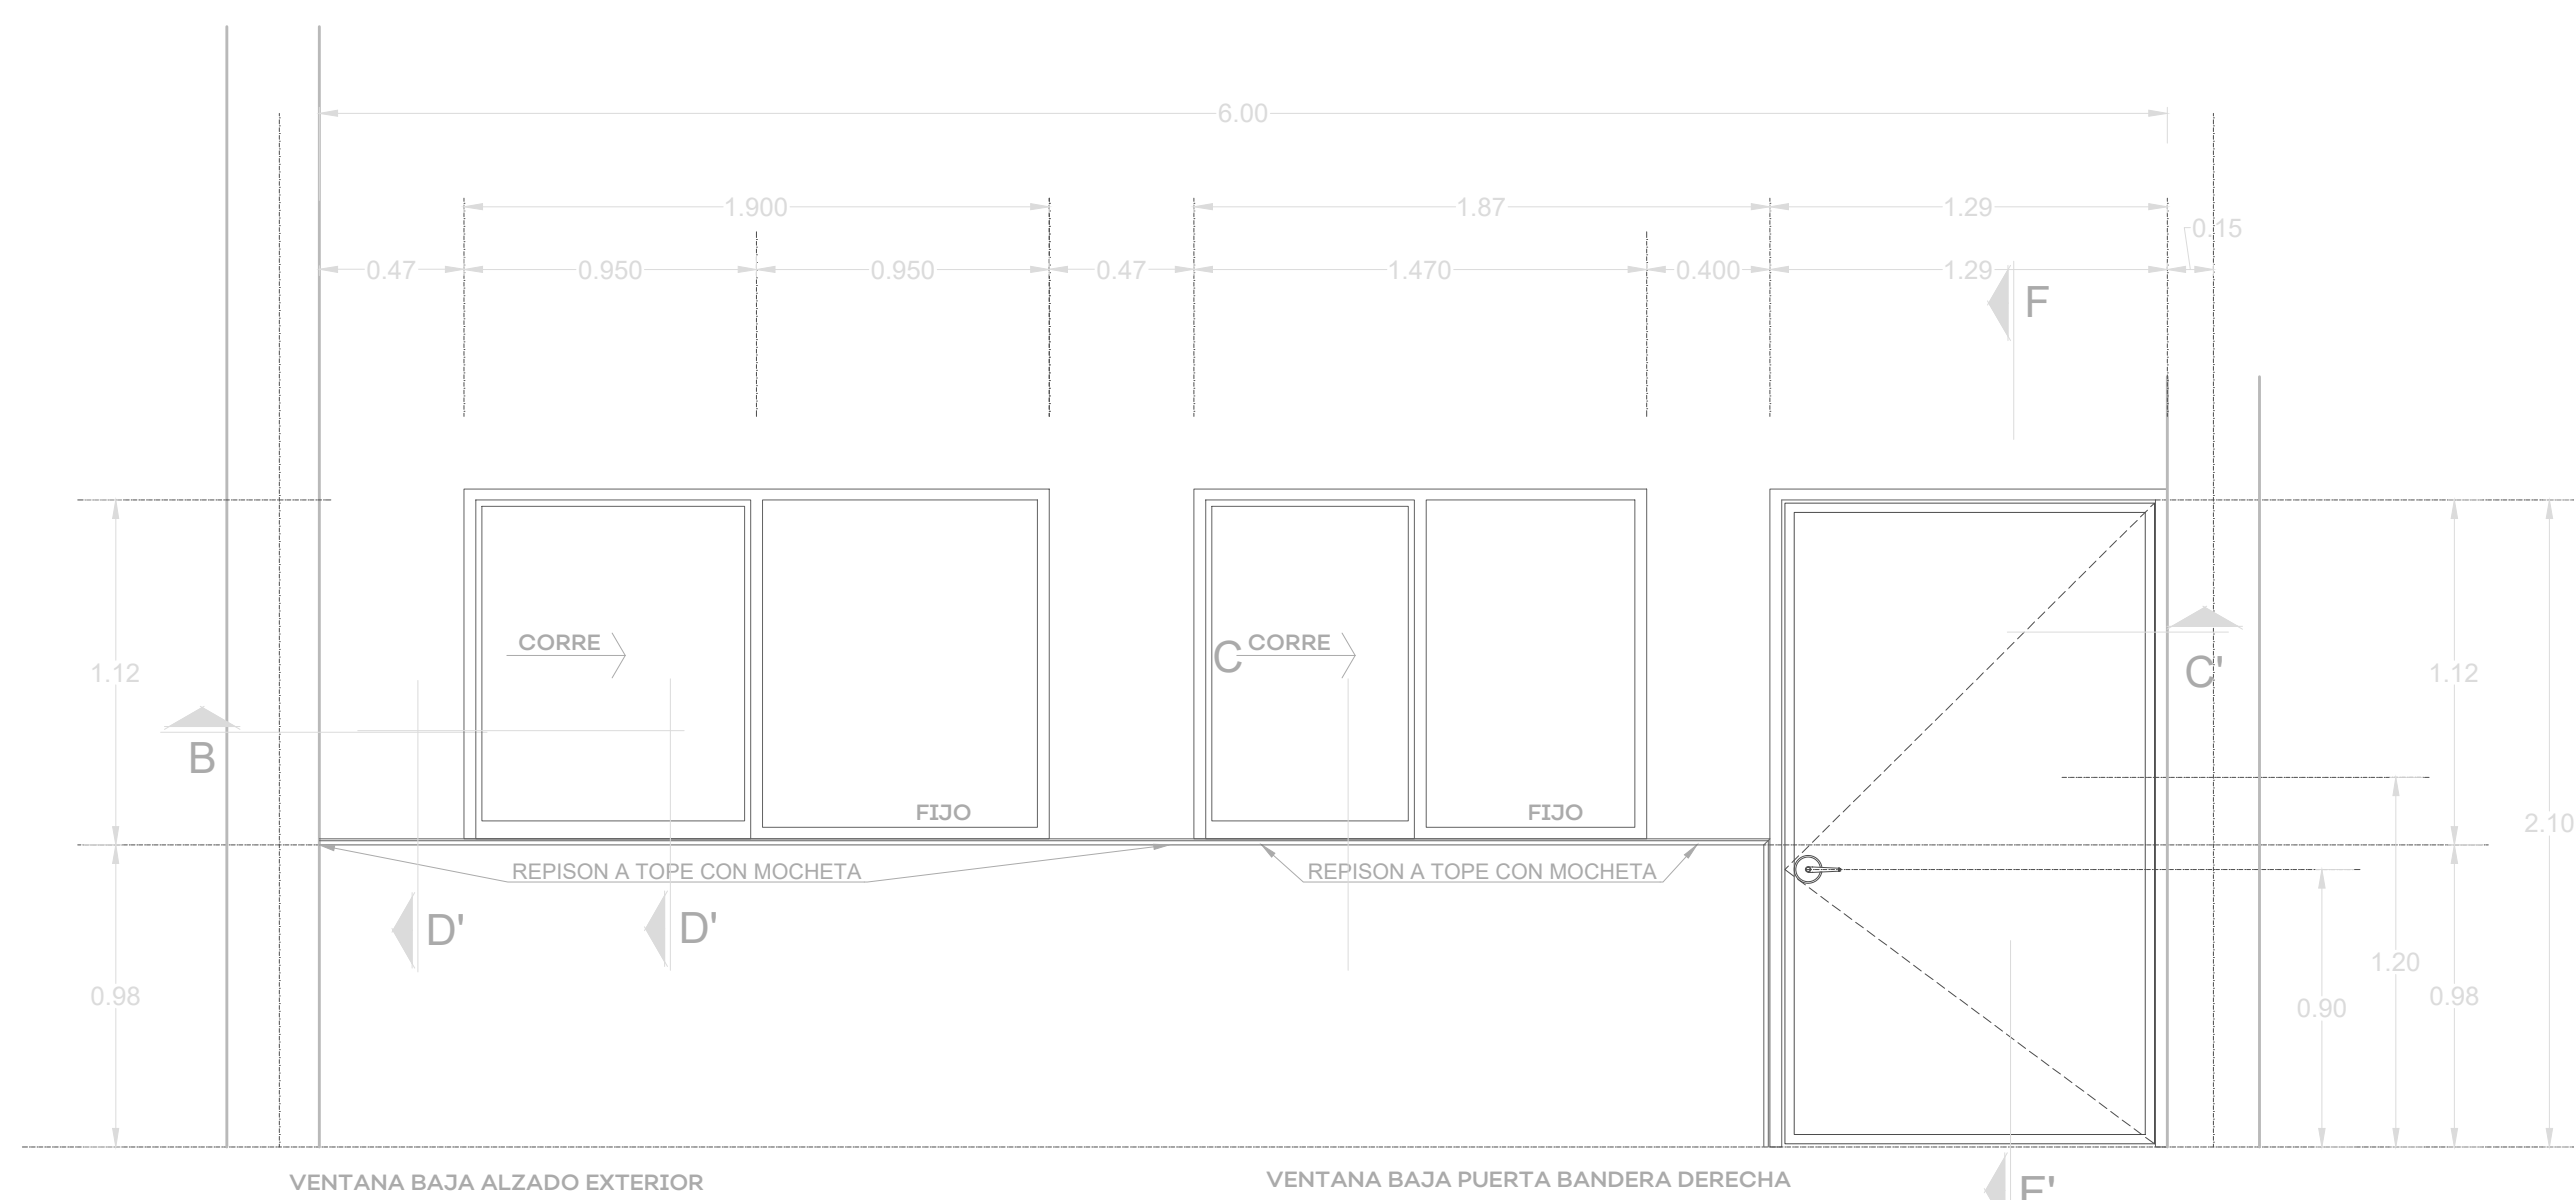 6.00
1.900
1.87
1.29
0.15
0.47
0.950
0.950
0.47
1.470
0.400
1.29
F
CORRE
C
CORRE
1.12
1.12
C'
B
FIJO
FIJO
2.10
REPISON A TOPE CON MOCHETA
REPISON A TOPE CON MOCHETA
D'
D'
1.20
0.98
0.90
0.98
VENTANA BAJA ALZADO EXTERIOR
VENTANA BAJA PUERTA BANDERA DERECHA